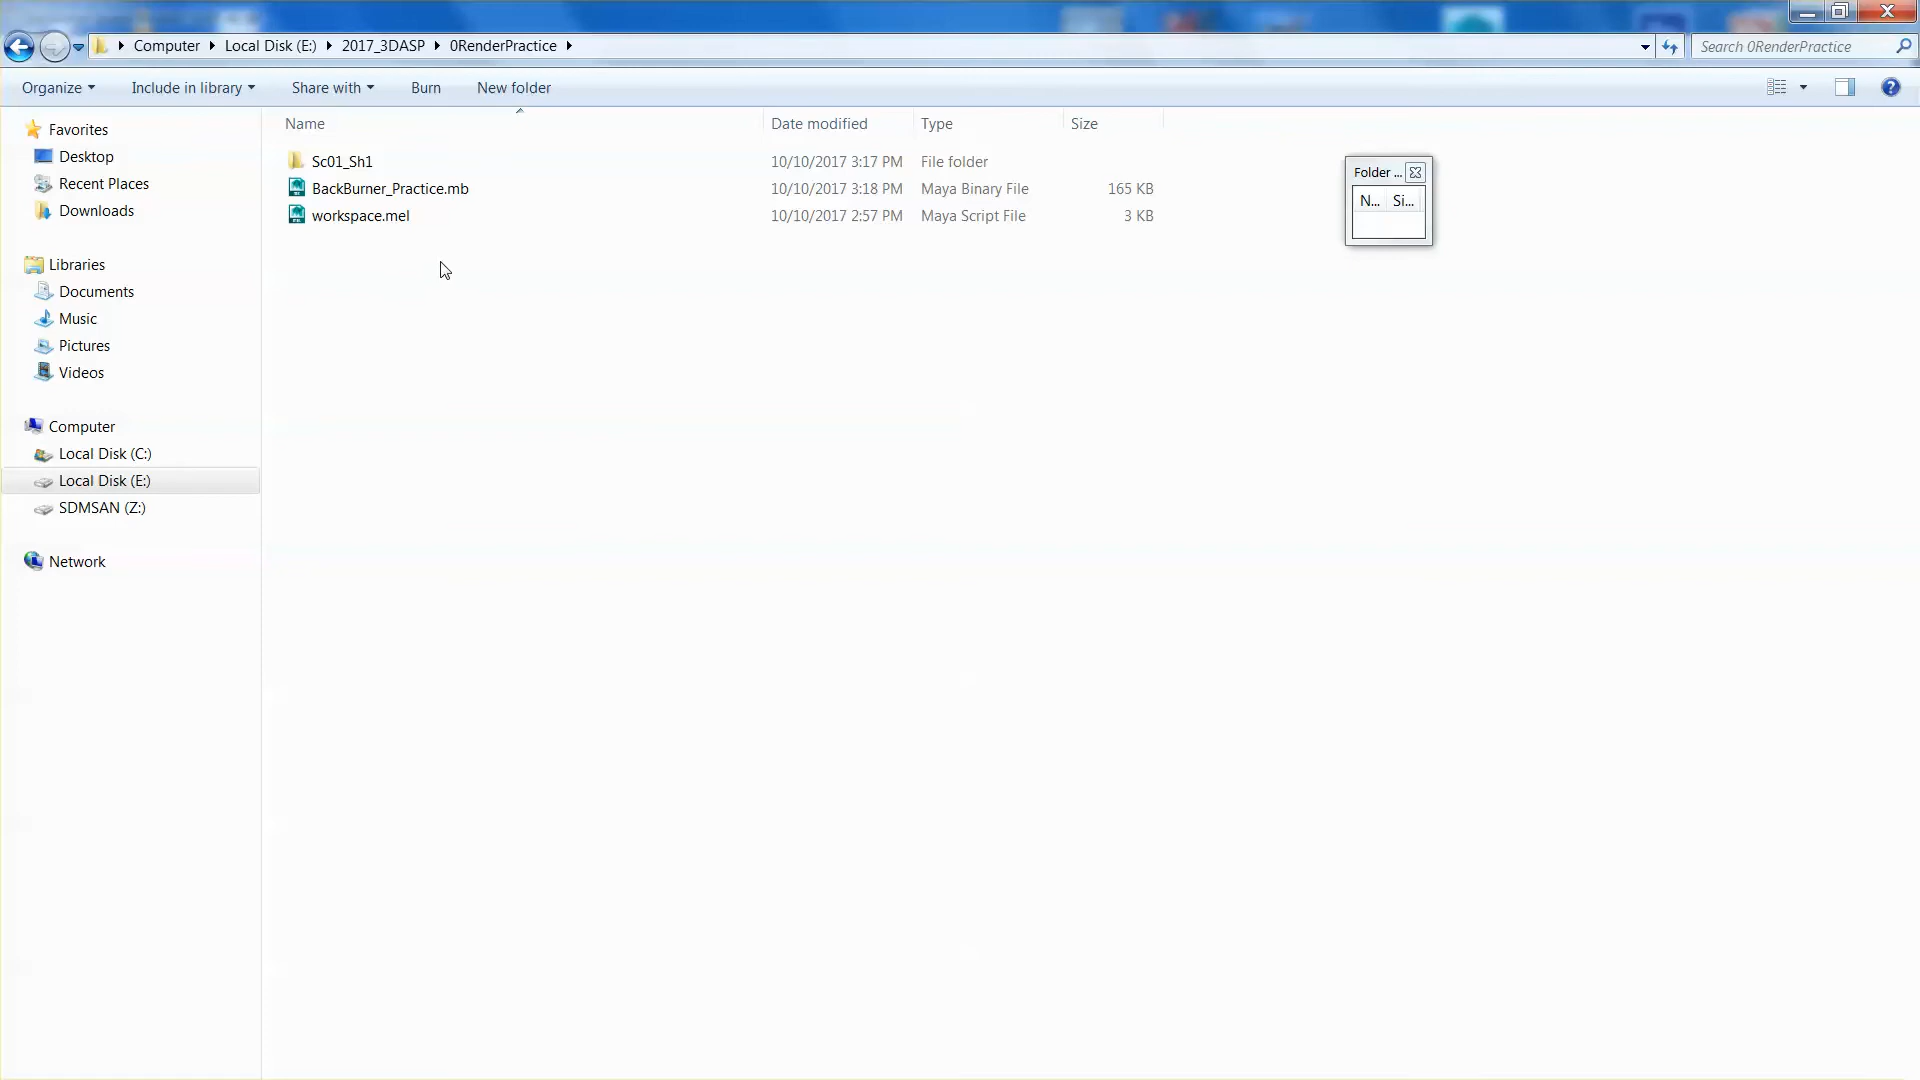 Computer Local Disk (E:) 2017_3DASP 0RenderPractice
Search 0RenderPractice
Organize Include in library Share with Burn New folder
Name Date modified Type Size
Sc01_Sh1 10/10/2017 3:17 PM File folder
BackBurner_Practice.mb 10/10/2017 3:18 PM Maya Binary File 165 KB
workspace.mel 10/10/2017 2:57 PM Maya Script File 3 KB
Folder ...
N... Si...
Favorites
Desktop
Recent Places
Downloads
Libraries
Documents
Music
Pictures
Videos
Computer
Local Disk (C:)
Local Disk (E:)
SDMSAN (Z:)
Network